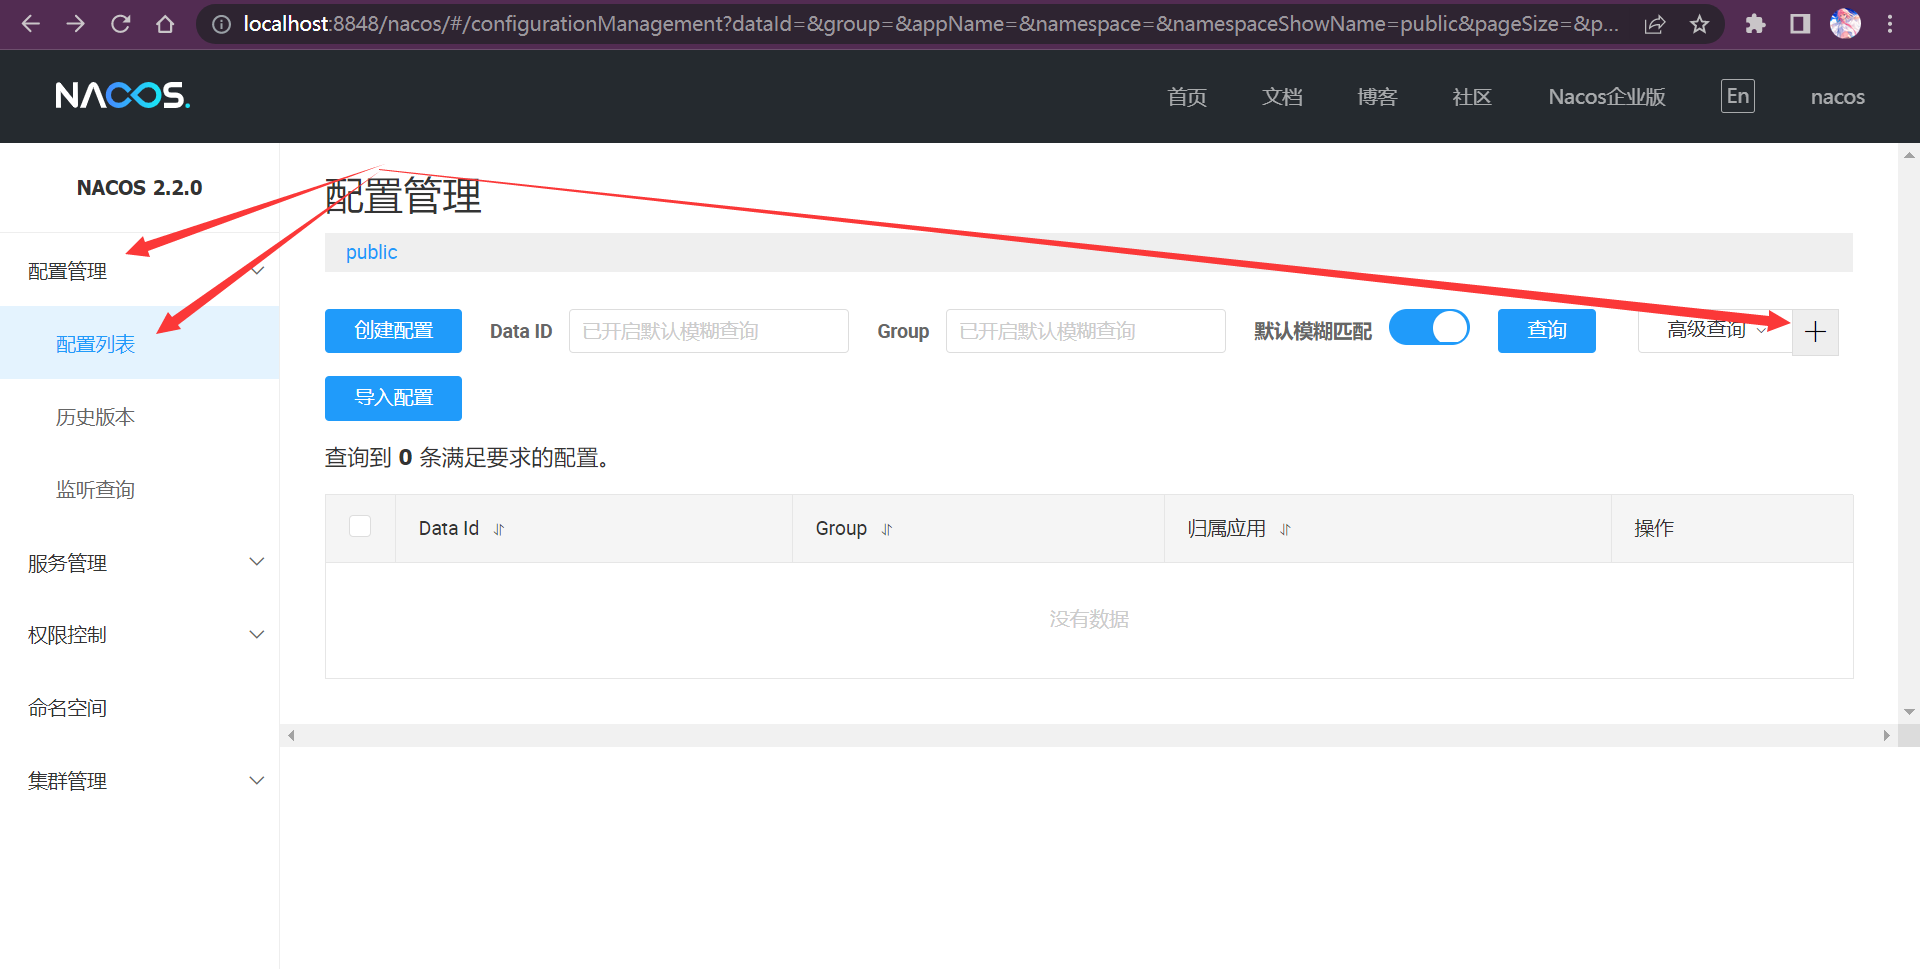 localhost:8848/nacos/#/configurationManagement?dataId=&group=&appName=&namespace=&namespaceShowName=public&pageSize=&p...
NACOS.
首页 文档 博客 社区 Nacos企业版 En nacos
NACOS 2.2.0
配置管理
配置列表
历史版本
监听查询
服务管理
权限控制
命名空间
集群管理
配置管理
public
创建配置 Data ID 已开启默认模糊查询 Group 已开启默认模糊查询 默认模糊匹配 查询 高级查询
导入配置
查询到 0 条满足要求的配置。
Data Id Group 归属应用 操作
没有数据